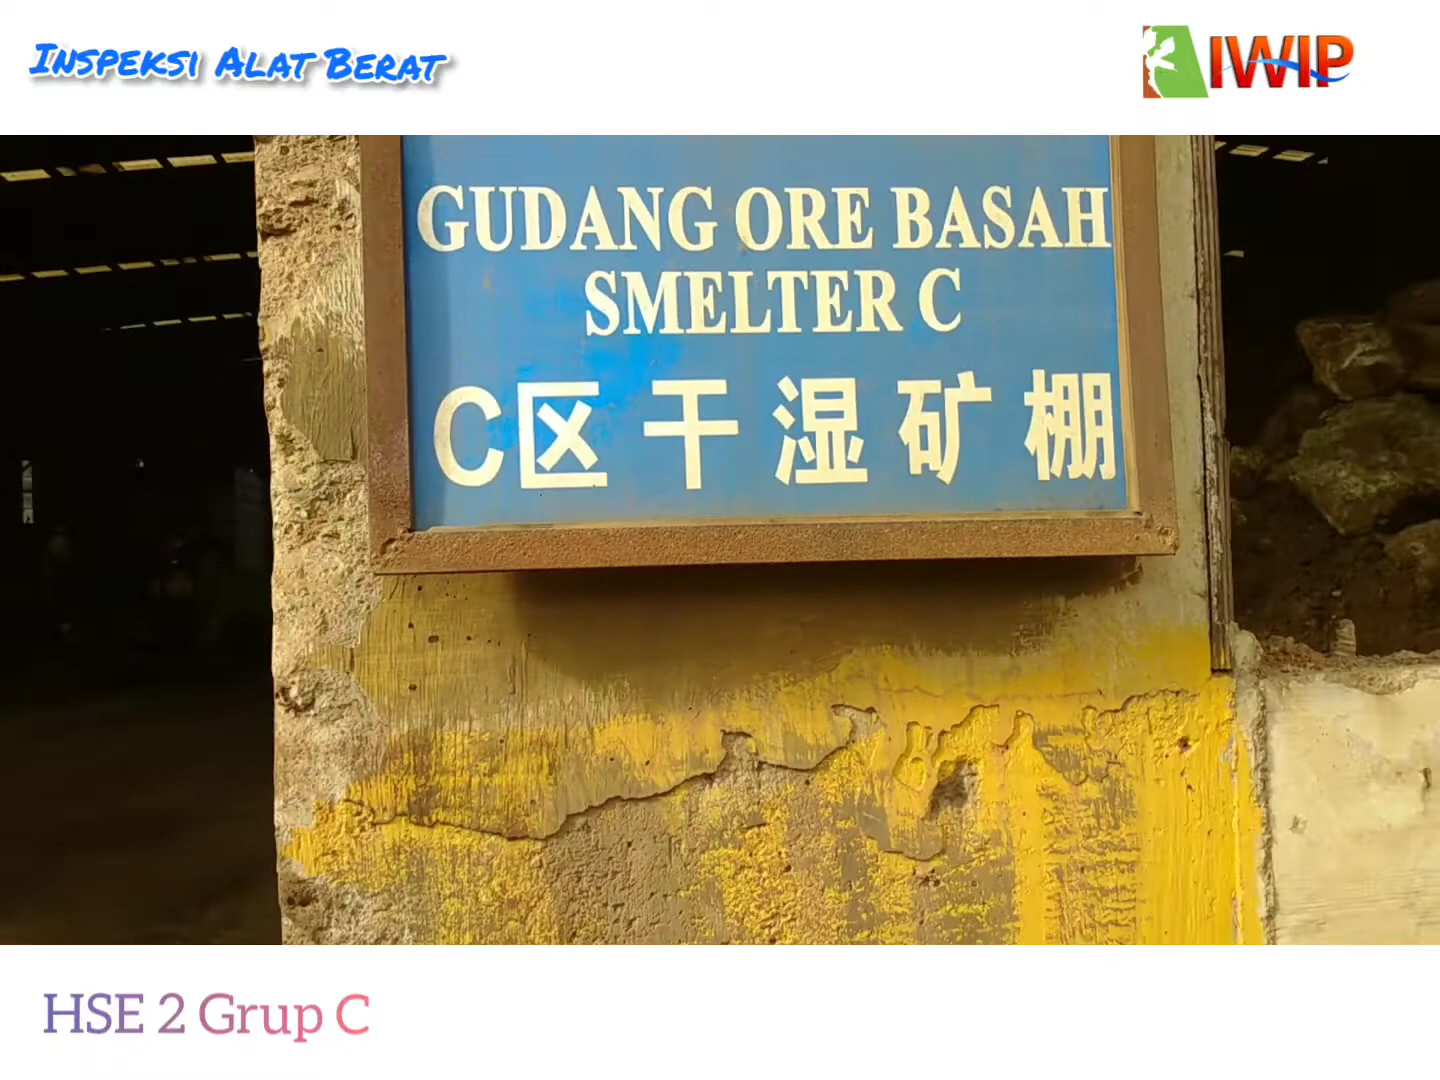 Inspeksi Alat Berat
IWIP
GUDANG ORE BASAH
SMELTER C
C区干湿矿棚
HSE 2 Grup C